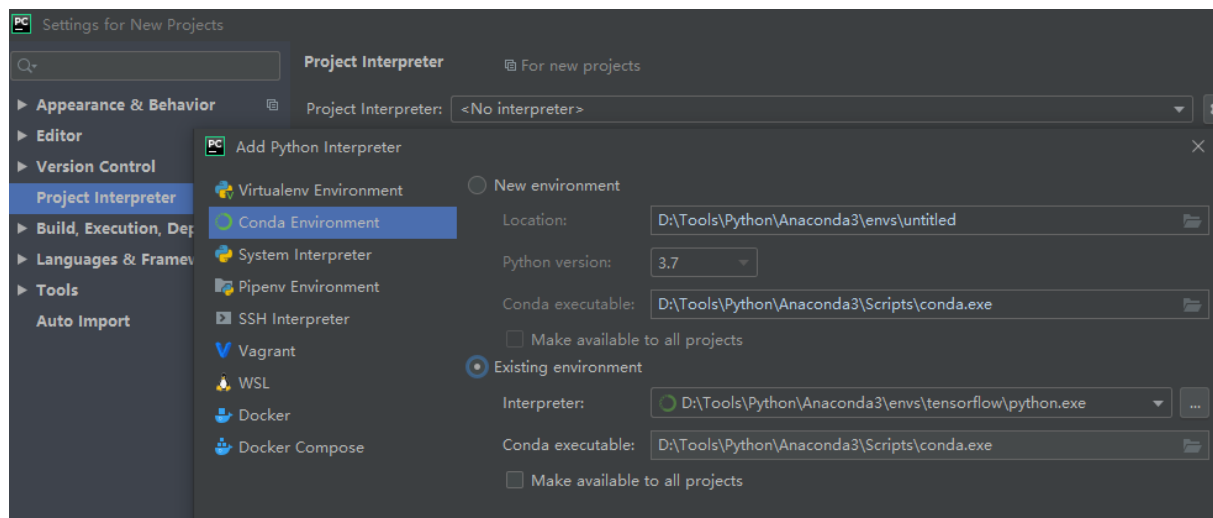 Settings for New Projects
Project Interpreter
For new projects
Appearance & Behavior
Project Interpreter: <No interpreter>
Editor
Version Control
Project Interpreter
Build, Execution, Dep
Languages & Framew
Tools
Auto Import
Add Python Interpreter
Virtualenv Environment
Conda Environment
System Interpreter
Pipenv Environment
SSH Interpreter
Vagrant
WSL
Docker
Docker Compose
New environment
Location: D:\Tools\Python\Anaconda3\envs\untitled
Python version: 3.7
Conda executable: D:\Tools\Python\Anaconda3\Scripts\conda.exe
Make available to all projects
Existing environment
Interpreter: D:\Tools\Python\Anaconda3\envs\tensorflow\python.exe ...
Conda executable: D:\Tools\Python\Anaconda3\Scripts\conda.exe
Make available to all projects